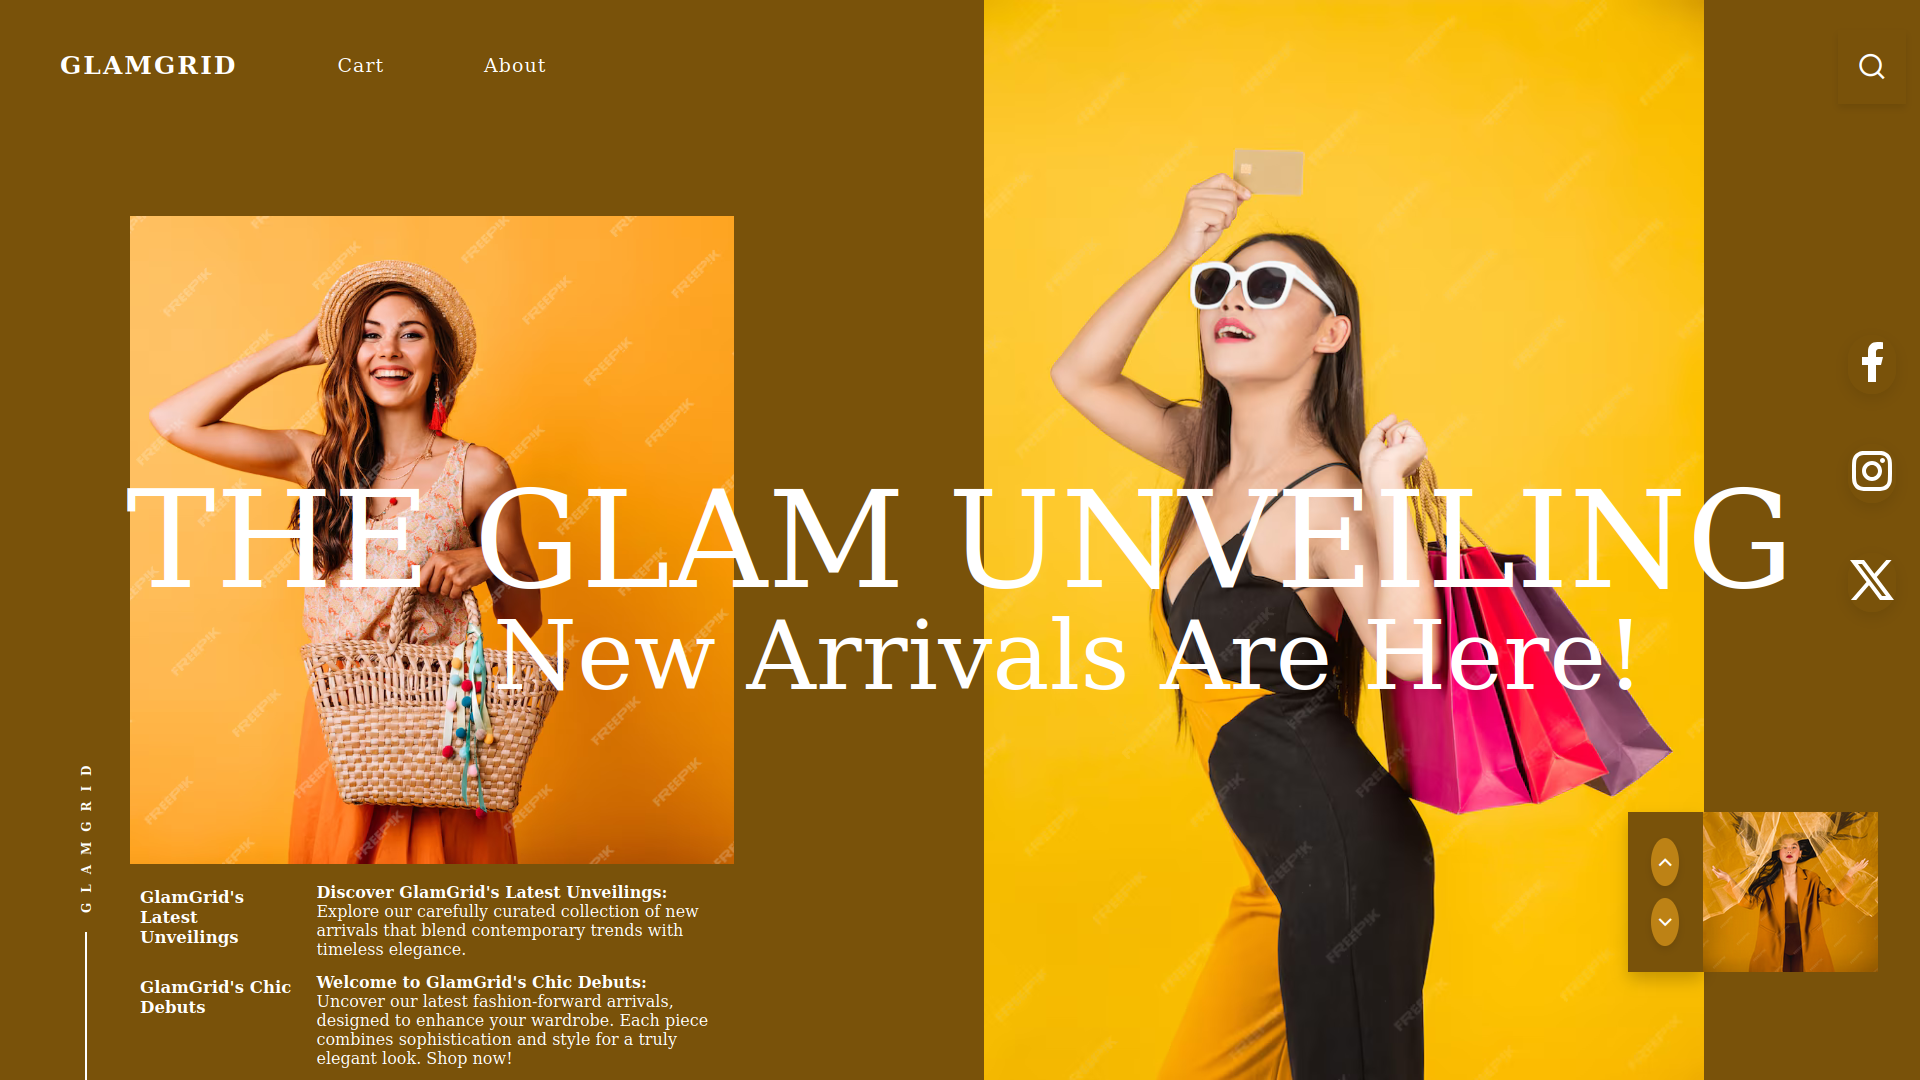 GLAMGRID
Cart
About
THE GLAM UNVEILING
New Arrivals Are Here!
GLAMGRID
GlamGrid's
Latest
Unveilings
Discover GlamGrid's Latest Unveilings:
Explore our carefully curated collection of new
arrivals that blend contemporary trends with
timeless elegance.
GlamGrid's Chic
Debuts
Welcome to GlamGrid's Chic Debuts:
Uncover our latest fashion-forward arrivals,
designed to enhance your wardrobe. Each piece
combines sophistication and style for a truly
elegant look. Shop now!
FREEPIK